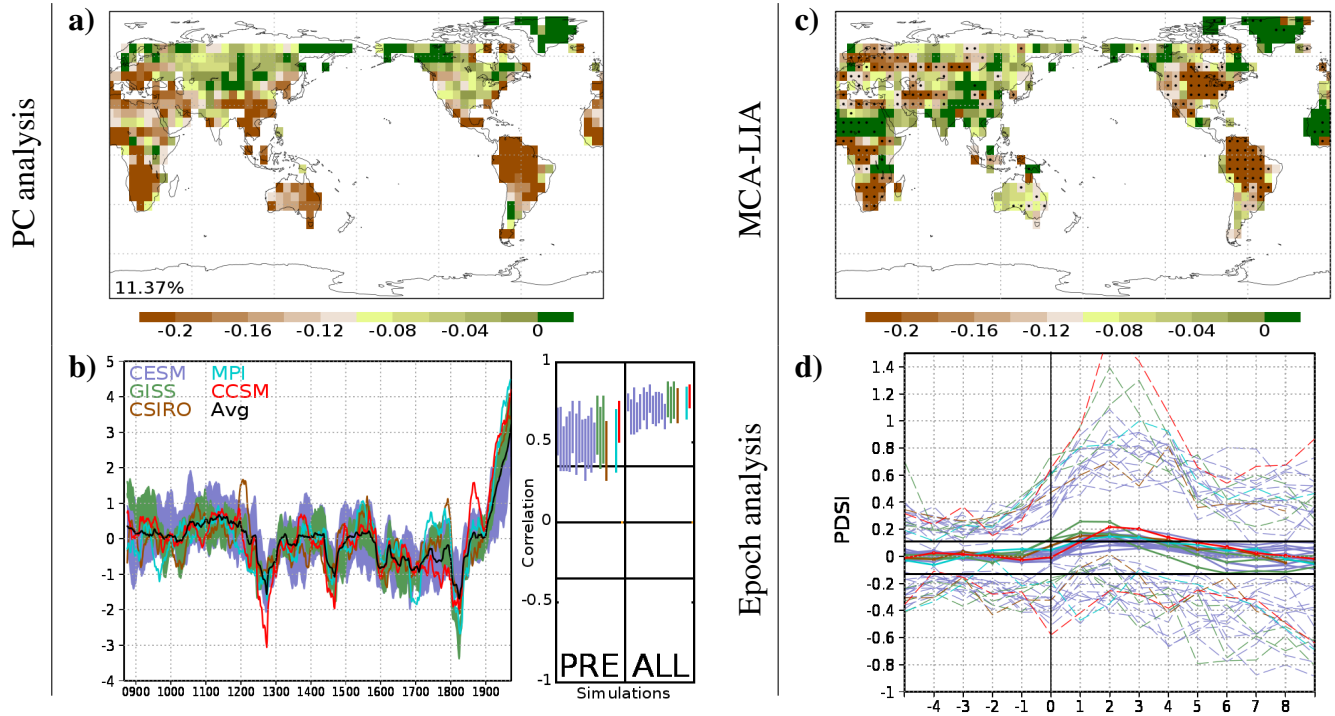 a)
PC analysis
11.37%
-0.2 -0.16 -0.12 -0.08 -0.04 0
c)
MCA-LIA
-0.2 -0.16 -0.12 -0.08 -0.04 0
b)
CESM MPI
GISS CCSM
CSIRO Avg
5
4
3
2
1
0
-1
-2
-3
-4
0900 1000 1100 1200 1300 1400 1500 1600 1700 1800 1900
Correlation
1
0.5
0
-0.5
-1
PRE ALL
Simulations
d)
Epoch analysis
PDSI
1.4
1.2
1
0.8
0.6
0.4
0.2
0
-0.2
-0.4
-0.6
-0.8
-1
-4 -3 -2 -1 0 1 2 3 4 5 6 7 8